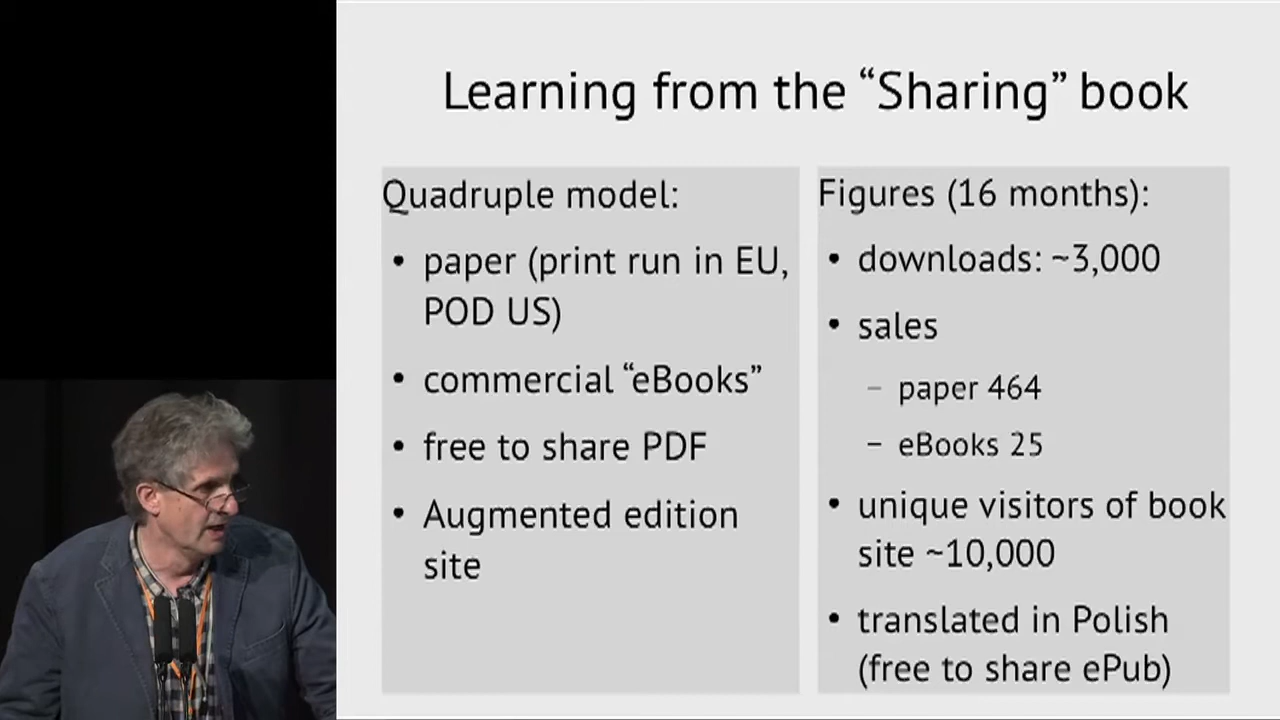 Learning from the “Sharing” book
Quadruple model:
• paper (print run in EU,
POD US)
• commercial “eBooks”
• free to share PDF
• Augmented edition
site
Figures (16 months):
• downloads: ~3,000
• sales
– paper 464
– eBooks 25
• unique visitors of book
site ~10,000
• translated in Polish
(free to share ePub)